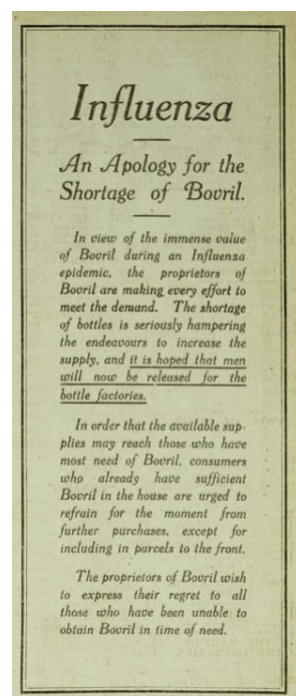 Influenza
An Apology for the
Shortage of Bovril.
In view of the immense value
of Bovril during an Influenza
epidemic, the proprietors of
Bovril are making every effort to
meet the demand. The shortage
of bottles is seriously hampering
the endeavours to increase the
supply, and it is hoped that men
will now be released for the
bottle factories.
In order that the available sup-
plies may reach those who have
most need of Bovril, consumers
who already have sufficient
Bovril in the house are urged to
refrain for the moment from
further purchases, except for
including in parcels to the front.
The proprietors of Bovril wish
to express their regret to all
those who have been unable to
obtain Bovril in time of need.